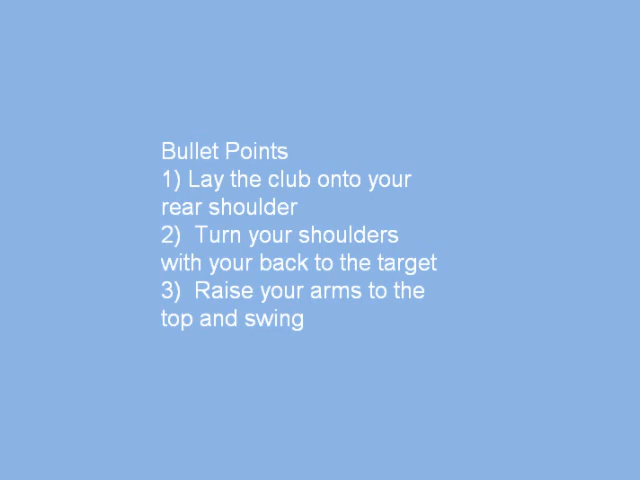 Bullet Points
1) Lay the club onto your
rear shoulder
2)  Turn your shoulders
with your back to the target
3)  Raise your arms to the
top and swing